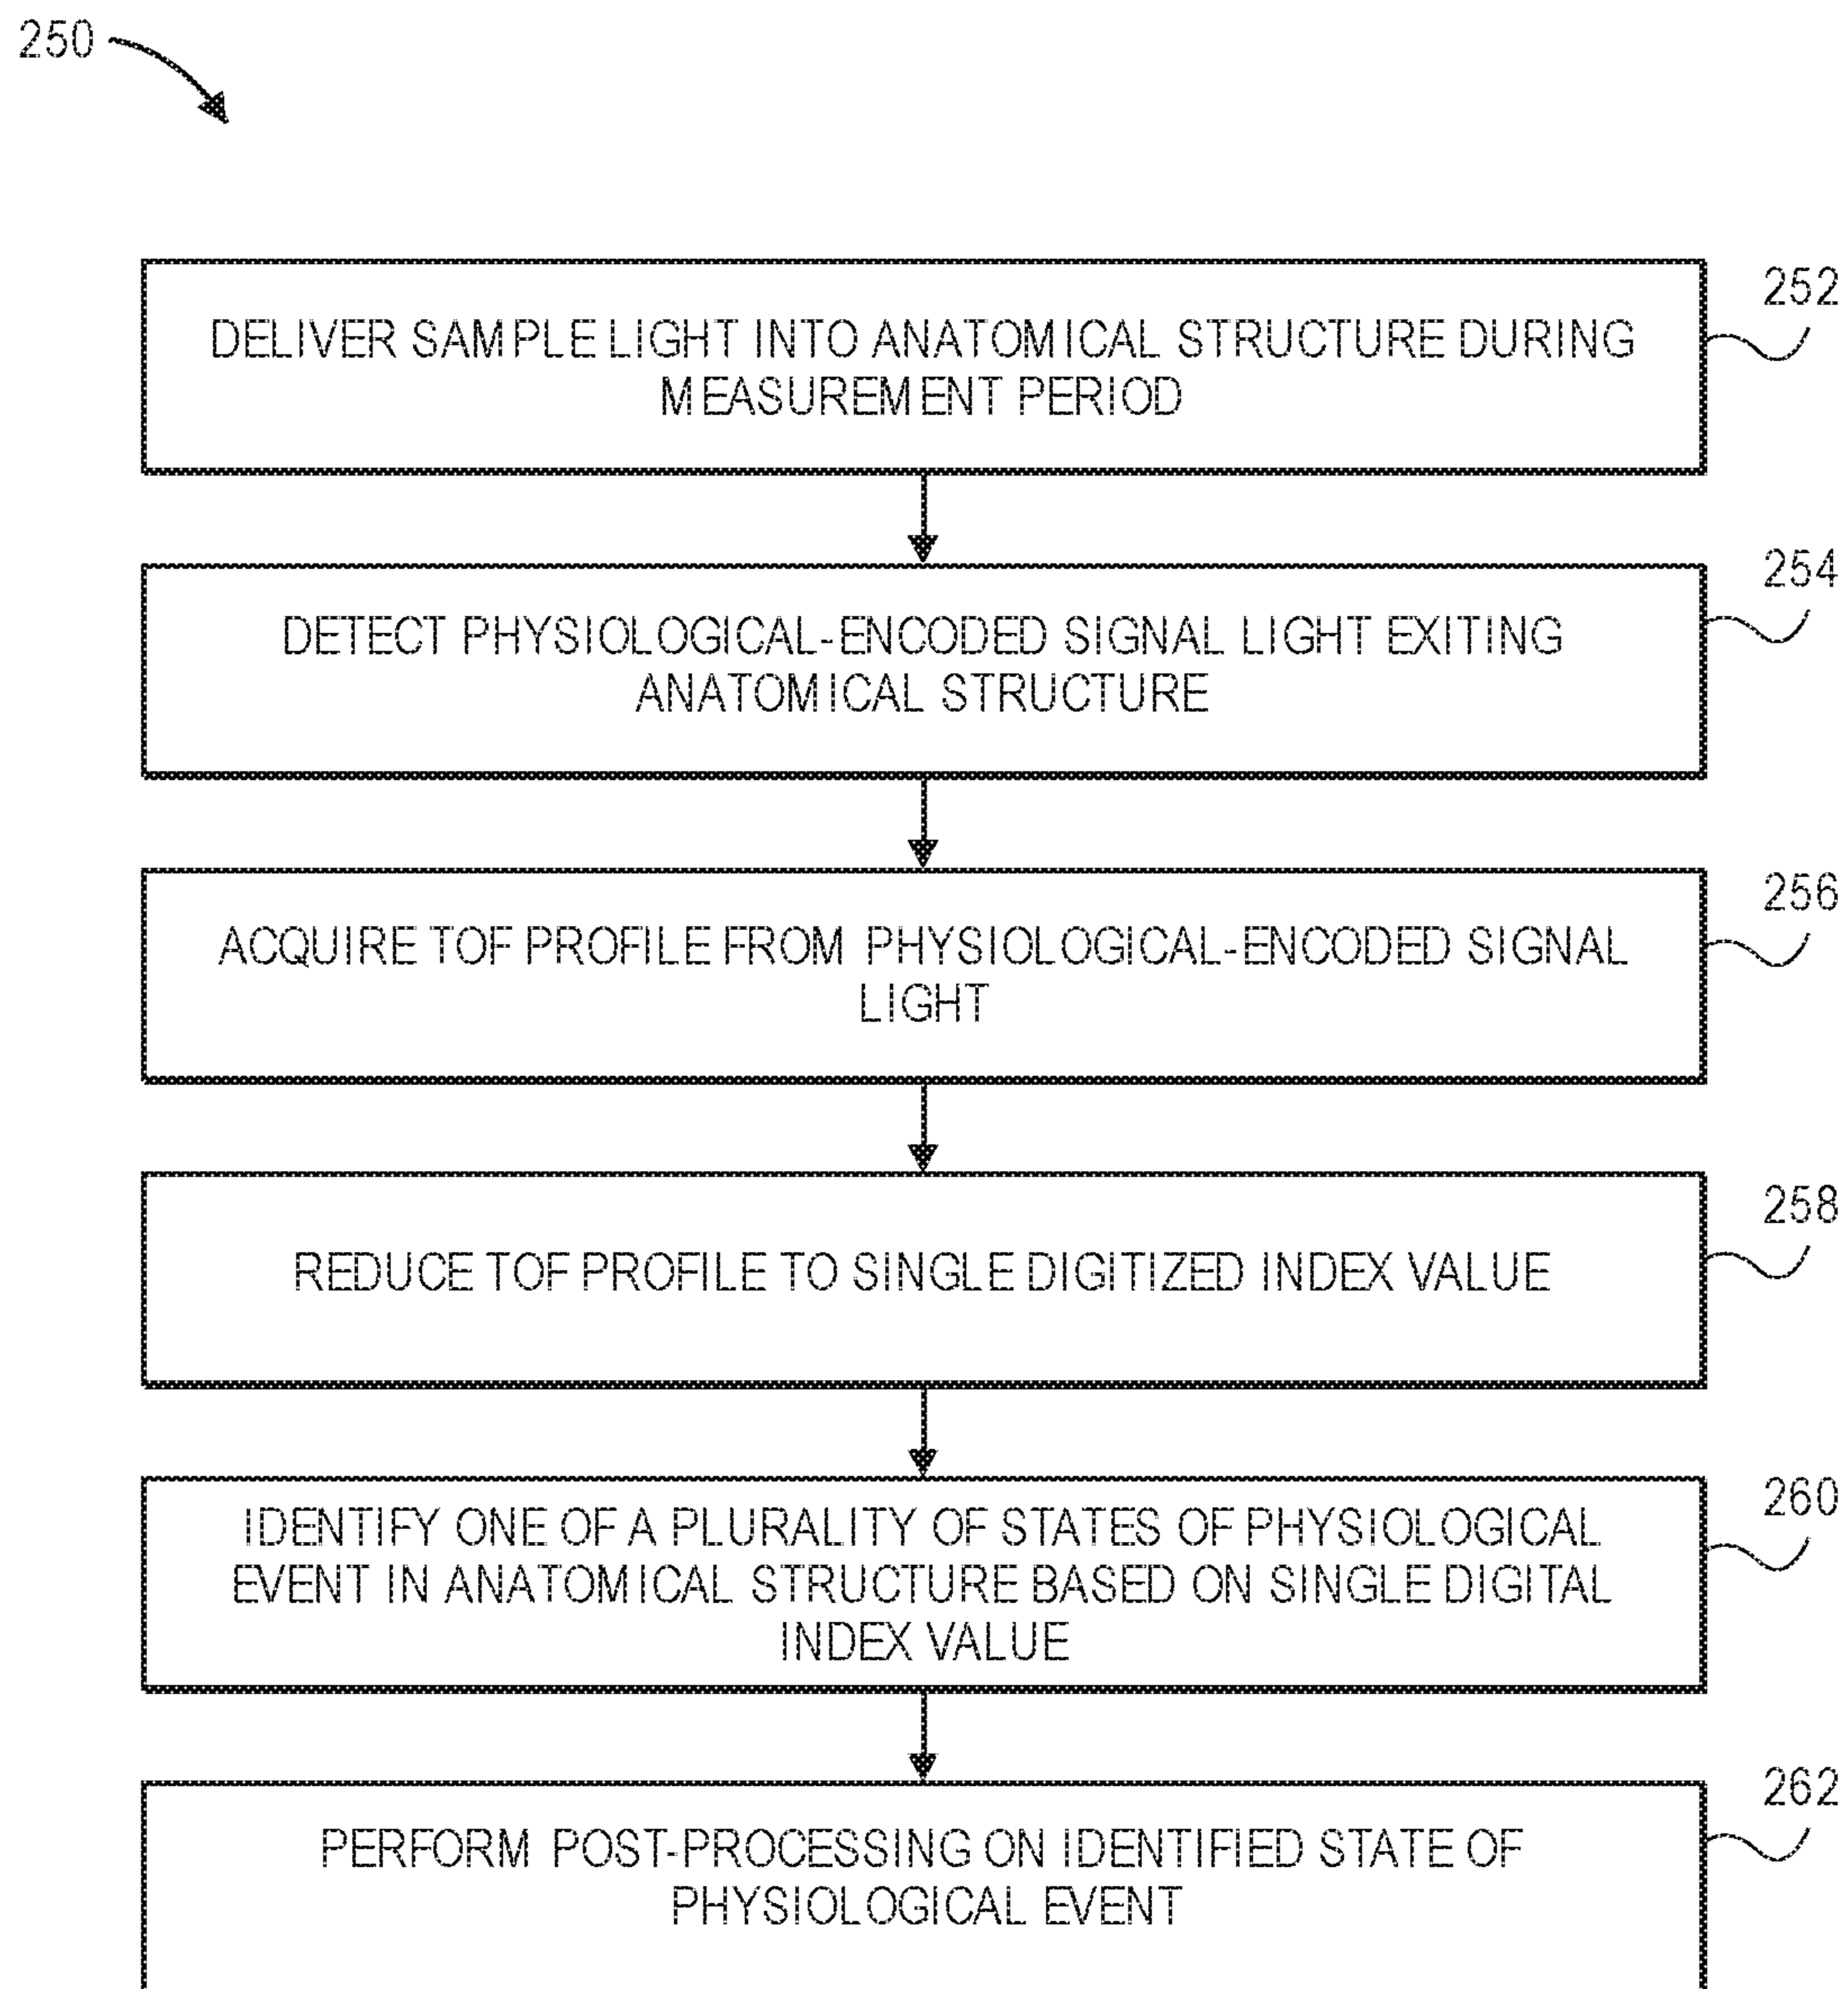 250
252
DELIVER SAMPLE LIGHT INTO ANATOMICAL STRUCTURE DURING
MEASUREMENT PERIOD
254
DETECT PHYSIOLOGICAL-ENCODED SIGNAL LIGHT EXITING
ANATOMICAL STRUCTURE
256
ACQUIRE TOF PROFILE FROM PHYSIOLOGICAL-ENCODED SIGNAL
LIGHT
258
REDUCE TOF PROFILE TO SINGLE DIGITIZED INDEX VALUE
260
IDENTIFY ONE OF A PLURALITY OF STATES OF PHYSIOLOGICAL
EVENT IN ANATOMICAL STRUCTURE BASED ON SINGLE DIGITAL
INDEX VALUE
262
PERFORM POST-PROCESSING ON IDENTIFIED STATE OF
PHYSIOLOGICAL EVENT